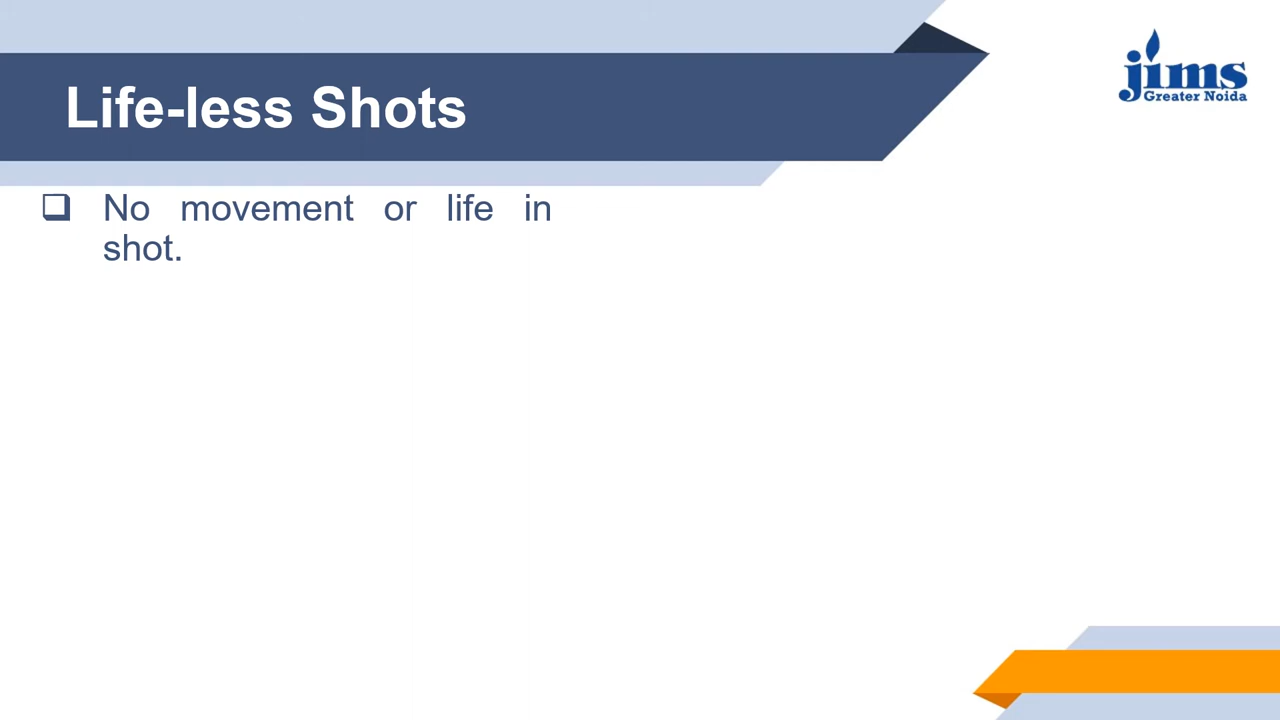 jims
Greater Noida
Life-less Shots
❑ No movement or life in
shot.